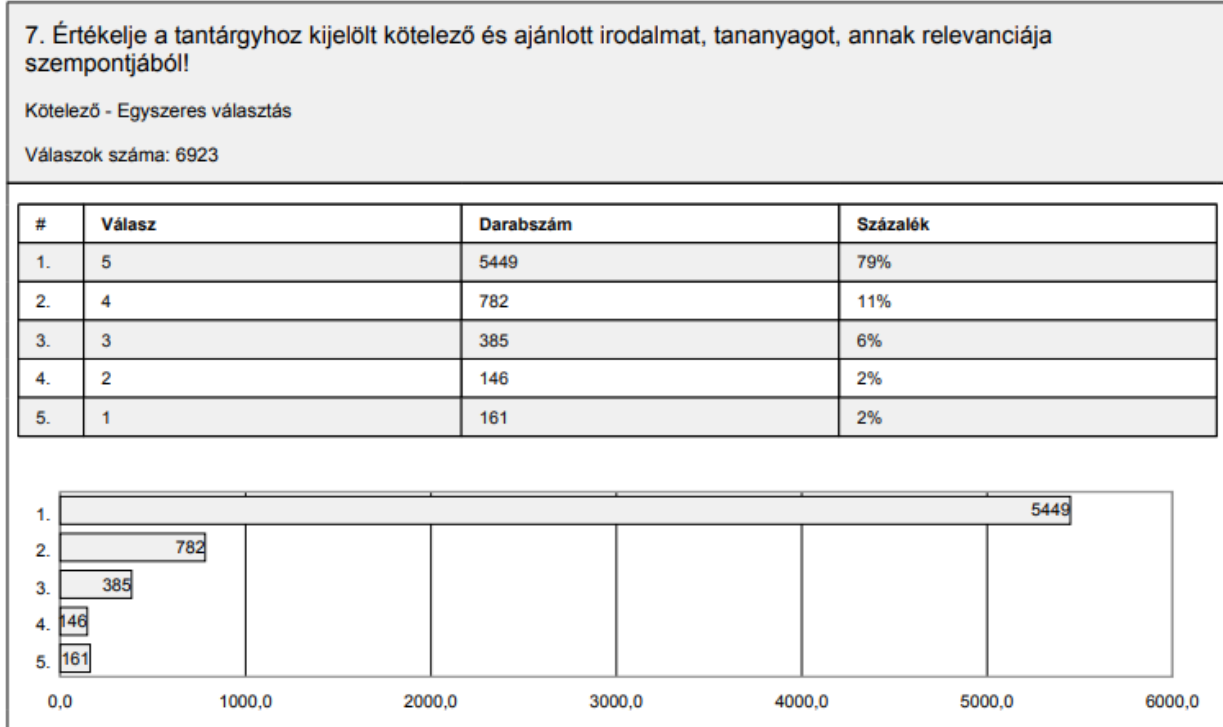 7. Értékelje a tantárgyhoz kijelölt kötelező és ajánlott irodalmat, tananyagot, annak relevanciája
szempontjából!
Kötelező - Egyszeres választás
Válaszok száma: 6923
# Válasz Darabszám Százalék
1. 5 5449 79%
2. 4 782 11%
3. 3 385 6%
4. 2 146 2%
5. 1 161 2%
1. 5449
2. 782
3. 385
4. 146
5. 161
0,0 1000,0 2000,0 3000,0 4000,0 5000,0 6000,0